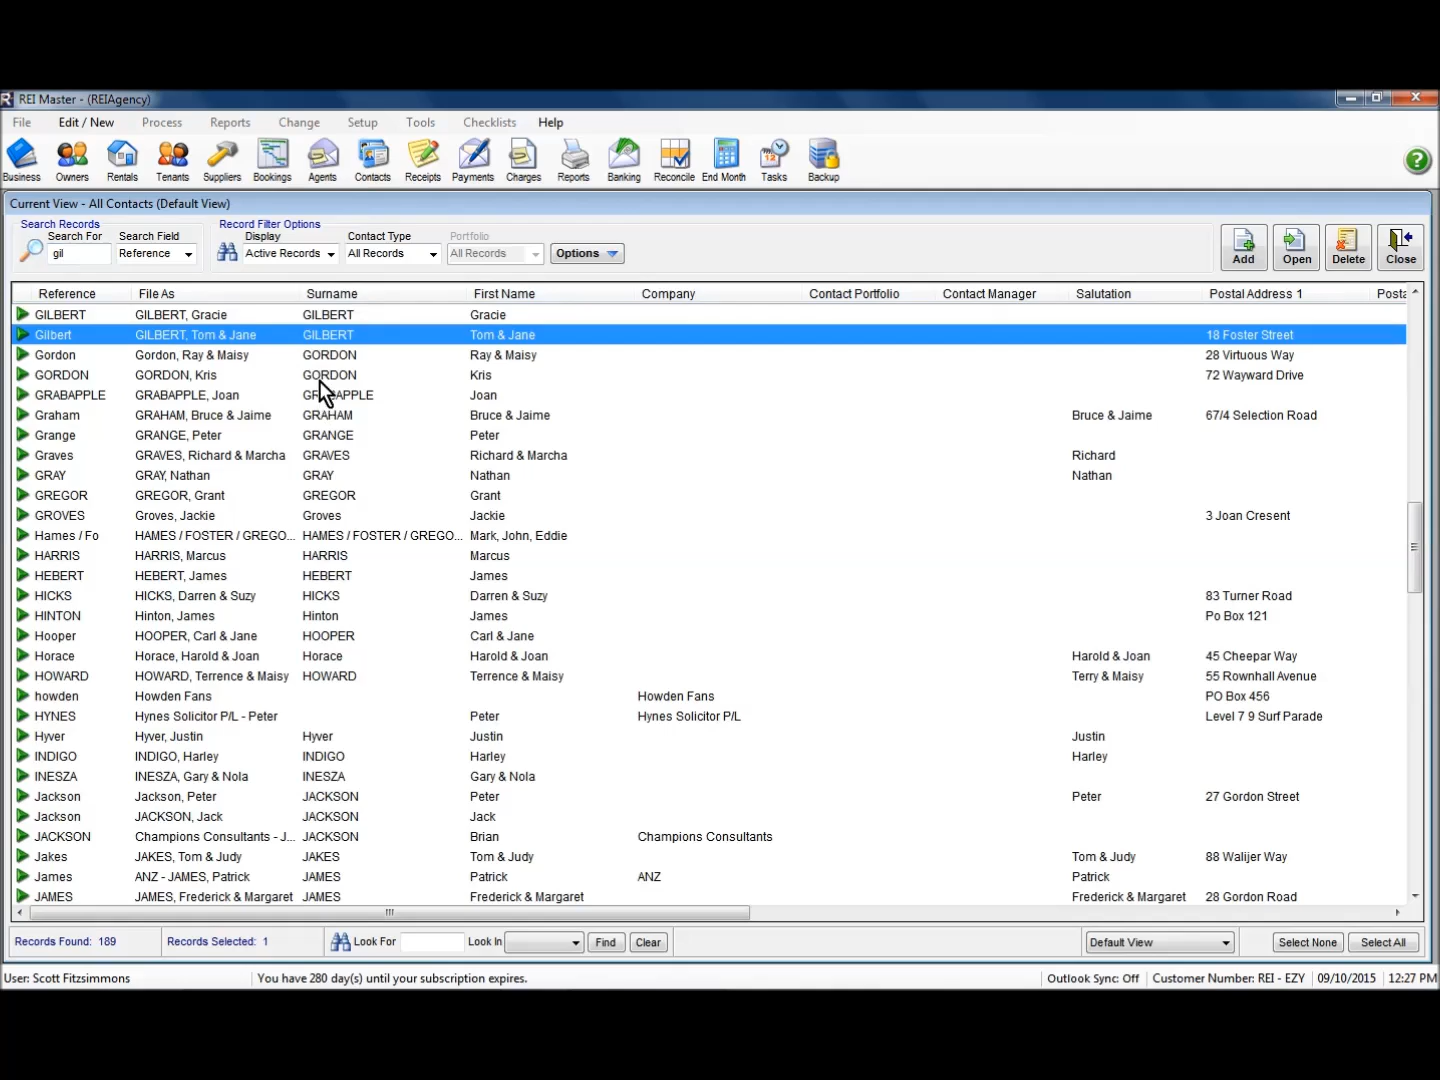 REI Master - (REIAgency)
File Edit / New Process Reports Change Setup Tools Checklists Help
Business Owners Rentals Tenants Suppliers Bookings Agents Contacts Receipts Payments Charges Reports Banking Reconcile End Month Tasks Backup
Current View - All Contacts (Default View)
Search Records Record Filter Options
Search For Search Field Display Contact Type Portfolio
gil Reference Active Records All Records All Records Options
Add Open Delete Close
Reference File As Surname First Name Company Contact Portfolio Contact Manager Salutation Postal Address 1 Posta
GILBERT GILBERT, Gracie GILBERT Gracie
Gilbert GILBERT, Tom & Jane GILBERT Tom & Jane 18 Foster Street
Gordon Gordon, Ray & Maisy GORDON Ray & Maisy 28 Virtuous Way
GORDON GORDON, Kris GORDON Kris 72 Wayward Drive
GRABAPPLE GRABAPPLE, Joan GRABAPPLE Joan
Graham GRAHAM, Bruce & Jaime GRAHAM Bruce & Jaime Bruce & Jaime 67/4 Selection Road
Grange GRANGE, Peter GRANGE Peter
Graves GRAVES, Richard & Marcha GRAVES Richard & Marcha Richard
GRAY GRAY, Nathan GRAY Nathan Nathan
GREGOR GREGOR, Grant GREGOR Grant
GROVES Groves, Jackie Groves Jackie 3 Joan Cresent
Hames / Fo HAMES / FOSTER / GREGO... HAMES / FOSTER / GREGO... Mark, John, Eddie
HARRIS HARRIS, Marcus HARRIS Marcus
HEBERT HEBERT, James HEBERT James
HICKS HICKS, Darren & Suzy HICKS Darren & Suzy 83 Turner Road
HINTON Hinton, James Hinton James Po Box 121
Hooper HOOPER, Carl & Jane HOOPER Carl & Jane
Horace Horace, Harold & Joan Horace Harold & Joan Harold & Joan 45 Cheepar Way
HOWARD HOWARD, Terrence & Maisy HOWARD Terrence & Maisy Terry & Maisy 55 Rownhall Avenue
howden Howden Fans Howden Fans PO Box 456
HYNES Hynes Solicitor P/L - Peter Peter Hynes Solicitor P/L Level 7 9 Surf Parade
Hyver Hyver, Justin Hyver Justin Justin
INDIGO INDIGO, Harley INDIGO Harley Harley
INESZA INESZA, Gary & Nola INESZA Gary & Nola
Jackson Jackson, Peter JACKSON Peter Peter 27 Gordon Street
Jackson JACKSON, Jack JACKSON Jack
JACKSON Champions Consultants - J... JACKSON Brian Champions Consultants
Jakes JAKES, Tom & Judy JAKES Tom & Judy Tom & Judy 88 Walijer Way
James ANZ - JAMES, Patrick JAMES Patrick ANZ Patrick
JAMES JAMES, Frederick & Margaret JAMES Frederick & Margaret Frederick & Margaret 28 Gordon Road
Records Found: 189 Records Selected: 1 Look For Look In Find Clear Default View Select None Select All
User: Scott Fitzsimmons You have 280 day(s) until your subscription expires. Outlook Sync: Off Customer Number: REI - EZY 09/10/2015 12:27 PM